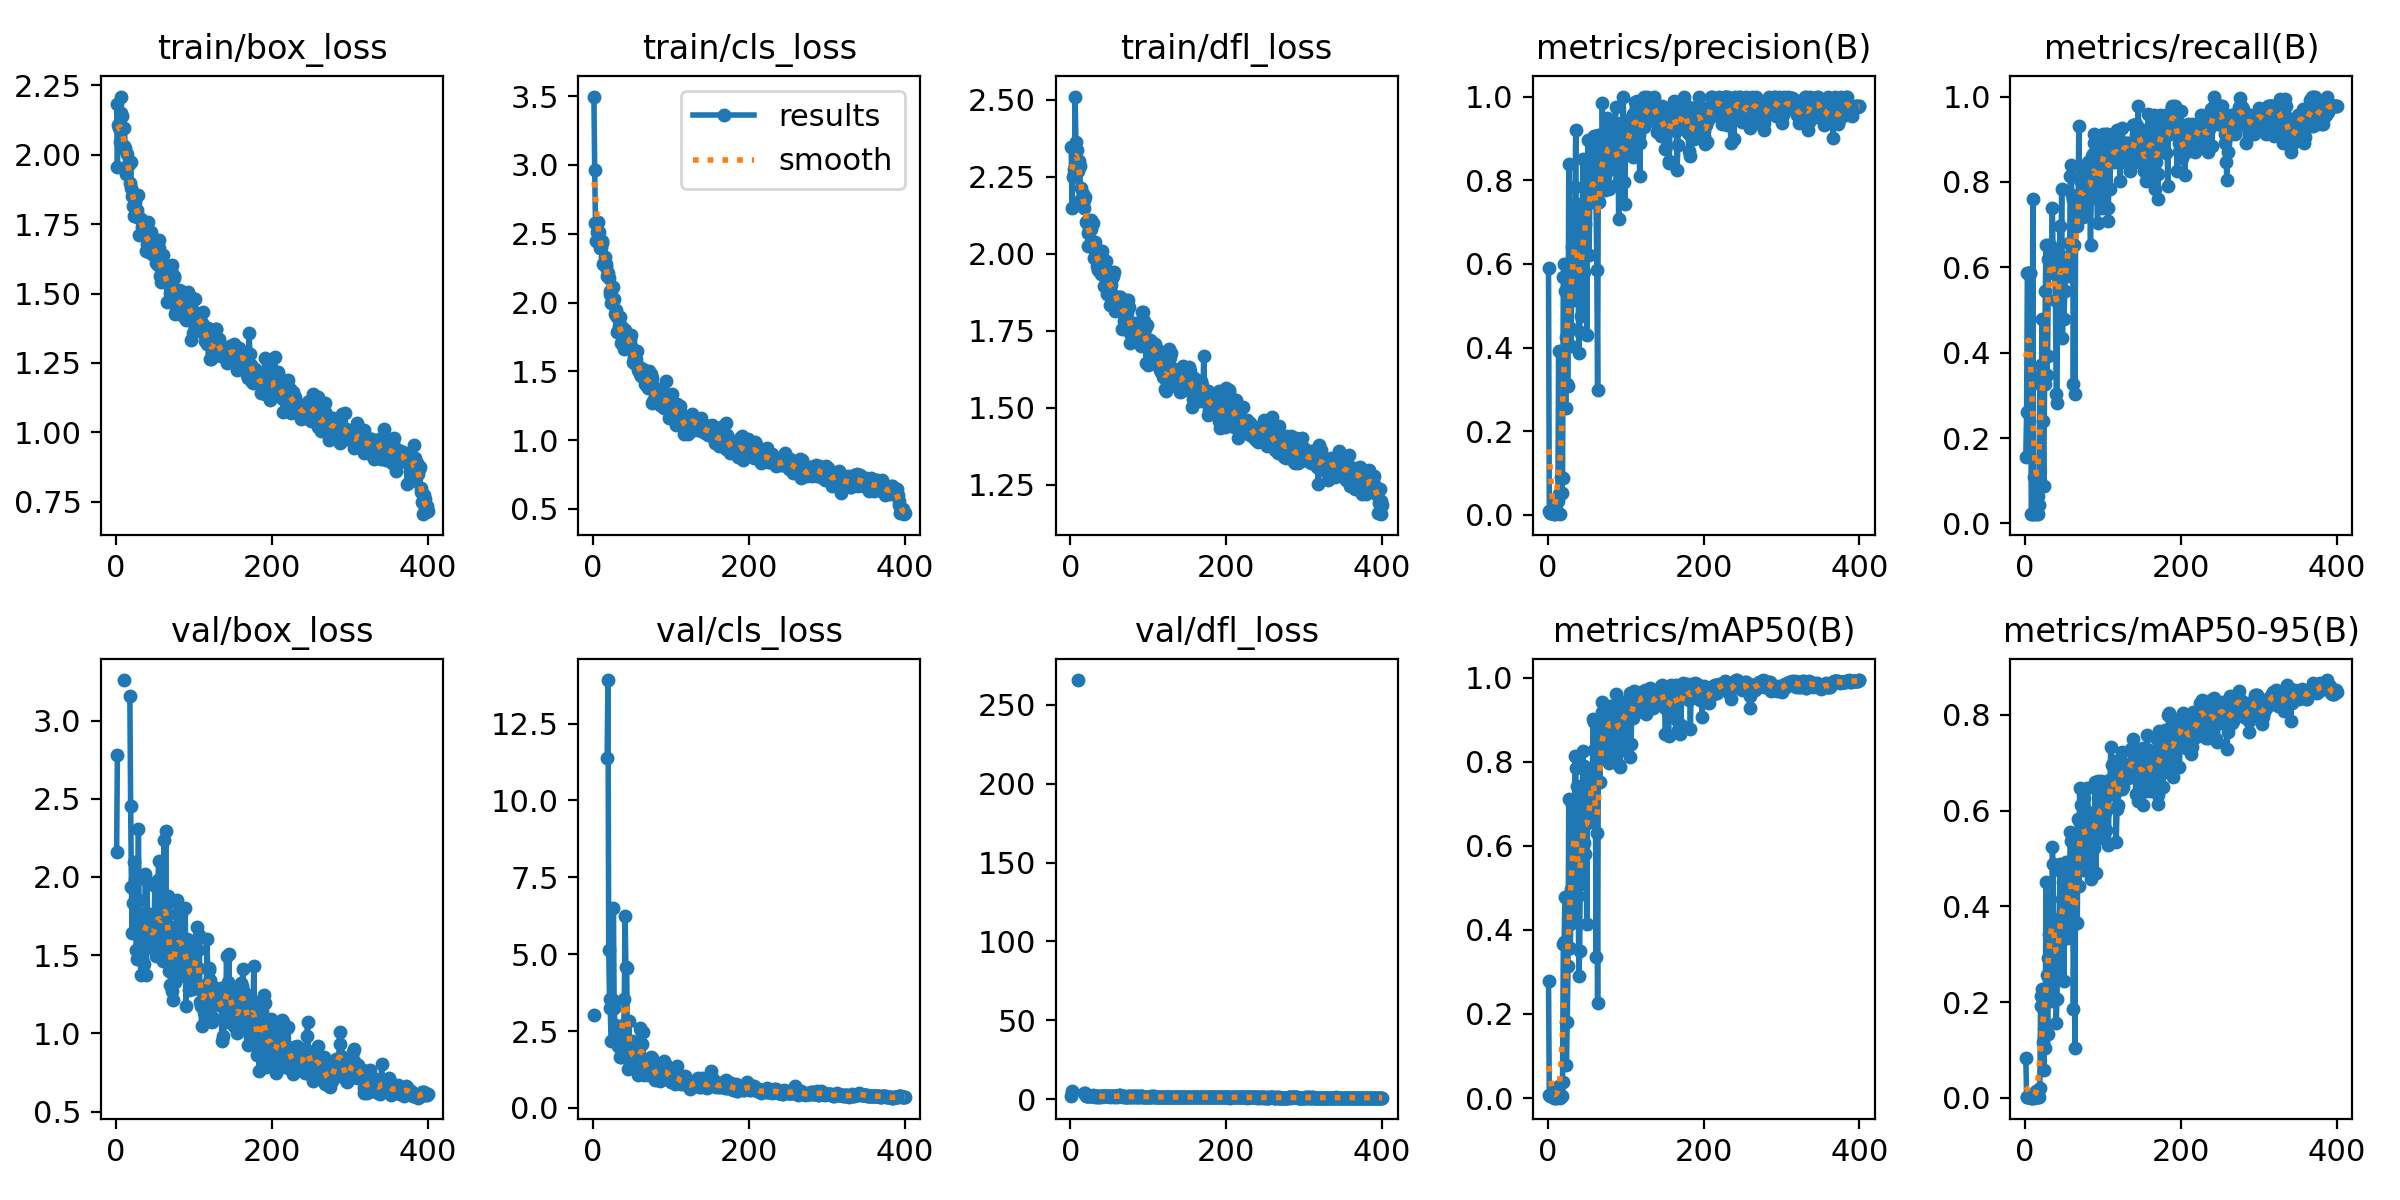 train/box_loss
2.25
2.00
1.75
1.50
1.25
1.00
0.75
0 200 400
train/cls_loss
results
smooth
3.5
3.0
2.5
2.0
1.5
1.0
0.5
0 200 400
train/dfl_loss
2.50
2.25
2.00
1.75
1.50
1.25
0 200 400
metrics/precision(B)
1.0
0.8
0.6
0.4
0.2
0.0
0 200 400
metrics/recall(B)
1.0
0.8
0.6
0.4
0.2
0.0
0 200 400
val/box_loss
3.0
2.5
2.0
1.5
1.0
0.5
0 200 400
val/cls_loss
12.5
10.0
7.5
5.0
2.5
0.0
0 200 400
val/dfl_loss
250
200
150
100
50
0
0 200 400
metrics/mAP50(B)
1.0
0.8
0.6
0.4
0.2
0.0
0 200 400
metrics/mAP50-95(B)
0.8
0.6
0.4
0.2
0.0
0 200 400